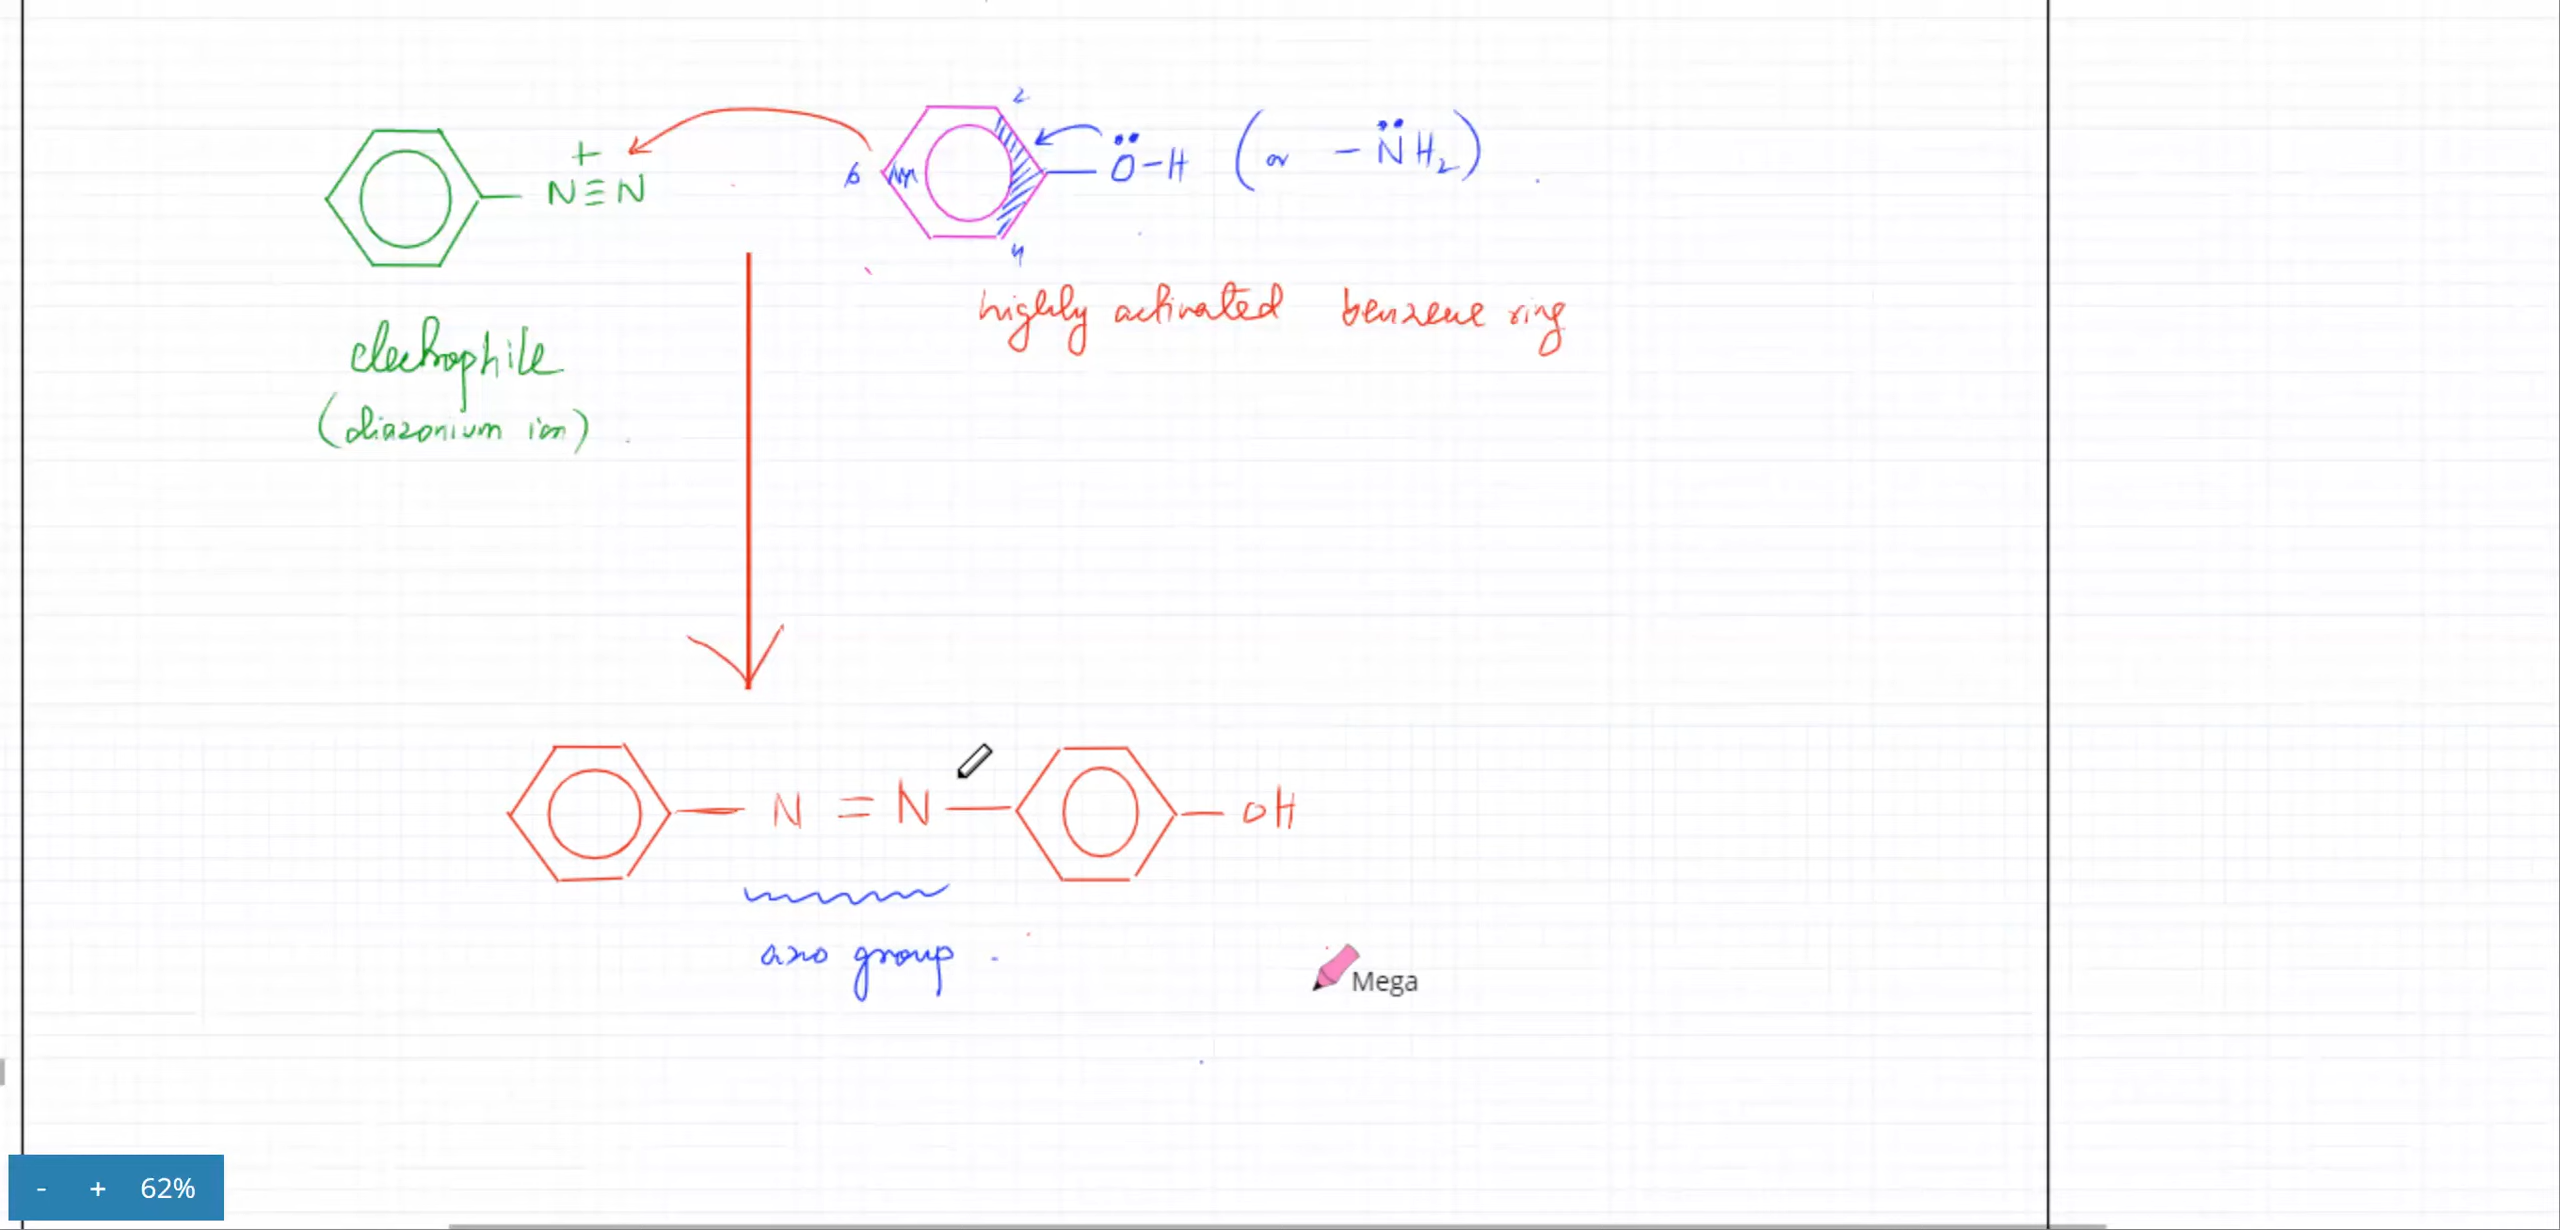 2
+
N≡N
6
Ö-H (or -N̈H₂)
4
highly activated benzene ring
electrophile
(diazonium ion)
N = N
OH
azo group
Mega
- + 62%